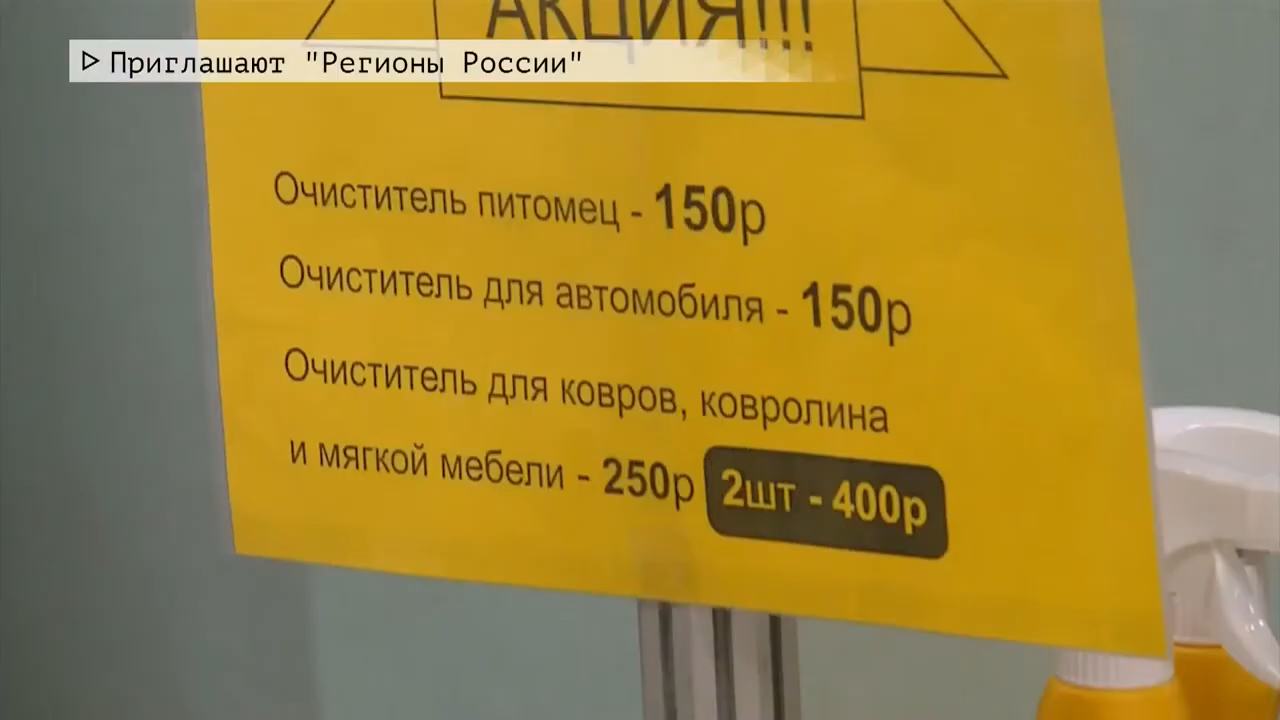 АКЦИЯ!!!
Приглашают "Регионы России"
Очиститель питомец - 150р
Очиститель для автомобиля - 150р
Очиститель для ковров, ковролина
и мягкой мебели - 250р 2шт - 400р